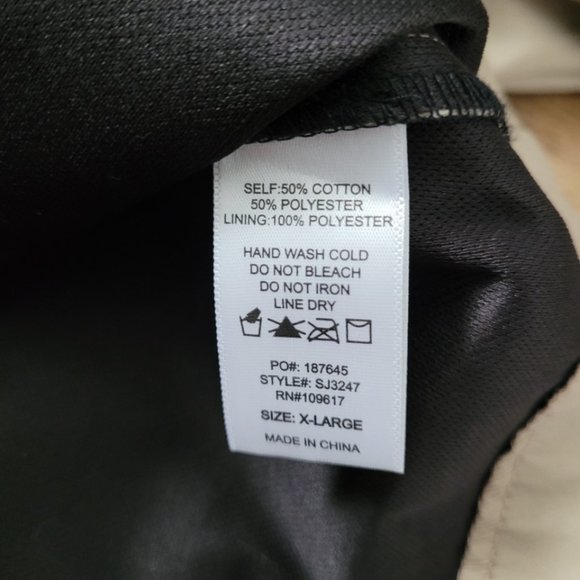 SELF:50% COTTON
50% POLYESTER
LINING:100% POLYESTER
HAND WASH COLD
DO NOT BLEACH
DO NOT IRON
LINE DRY
PO#: 187645
STYLE#: SJ3247
RN#109617
SIZE: X-LARGE
MADE IN CHINA